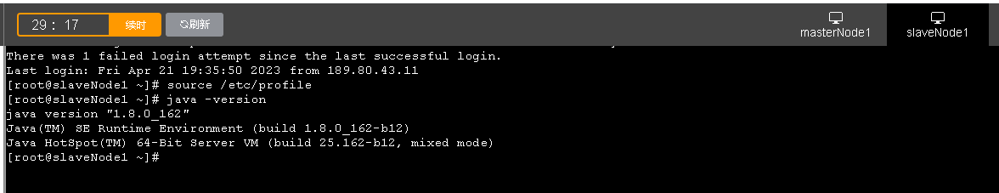 29 : 17
续时
刷新
masterNode1
slaveNode1
There was 1 failed login attempt since the last successful login.
Last login: Fri Apr 21 19:35:50 2023 from 189.80.43.11
[root@slaveNode1 ~]# source /etc/profile
[root@slaveNode1 ~]# java -version
java version "1.8.0_162"
Java(TM) SE Runtime Environment (build 1.8.0_162-b12)
Java HotSpot(TM) 64-Bit Server VM (build 25.162-b12, mixed mode)
[root@slaveNode1 ~]#